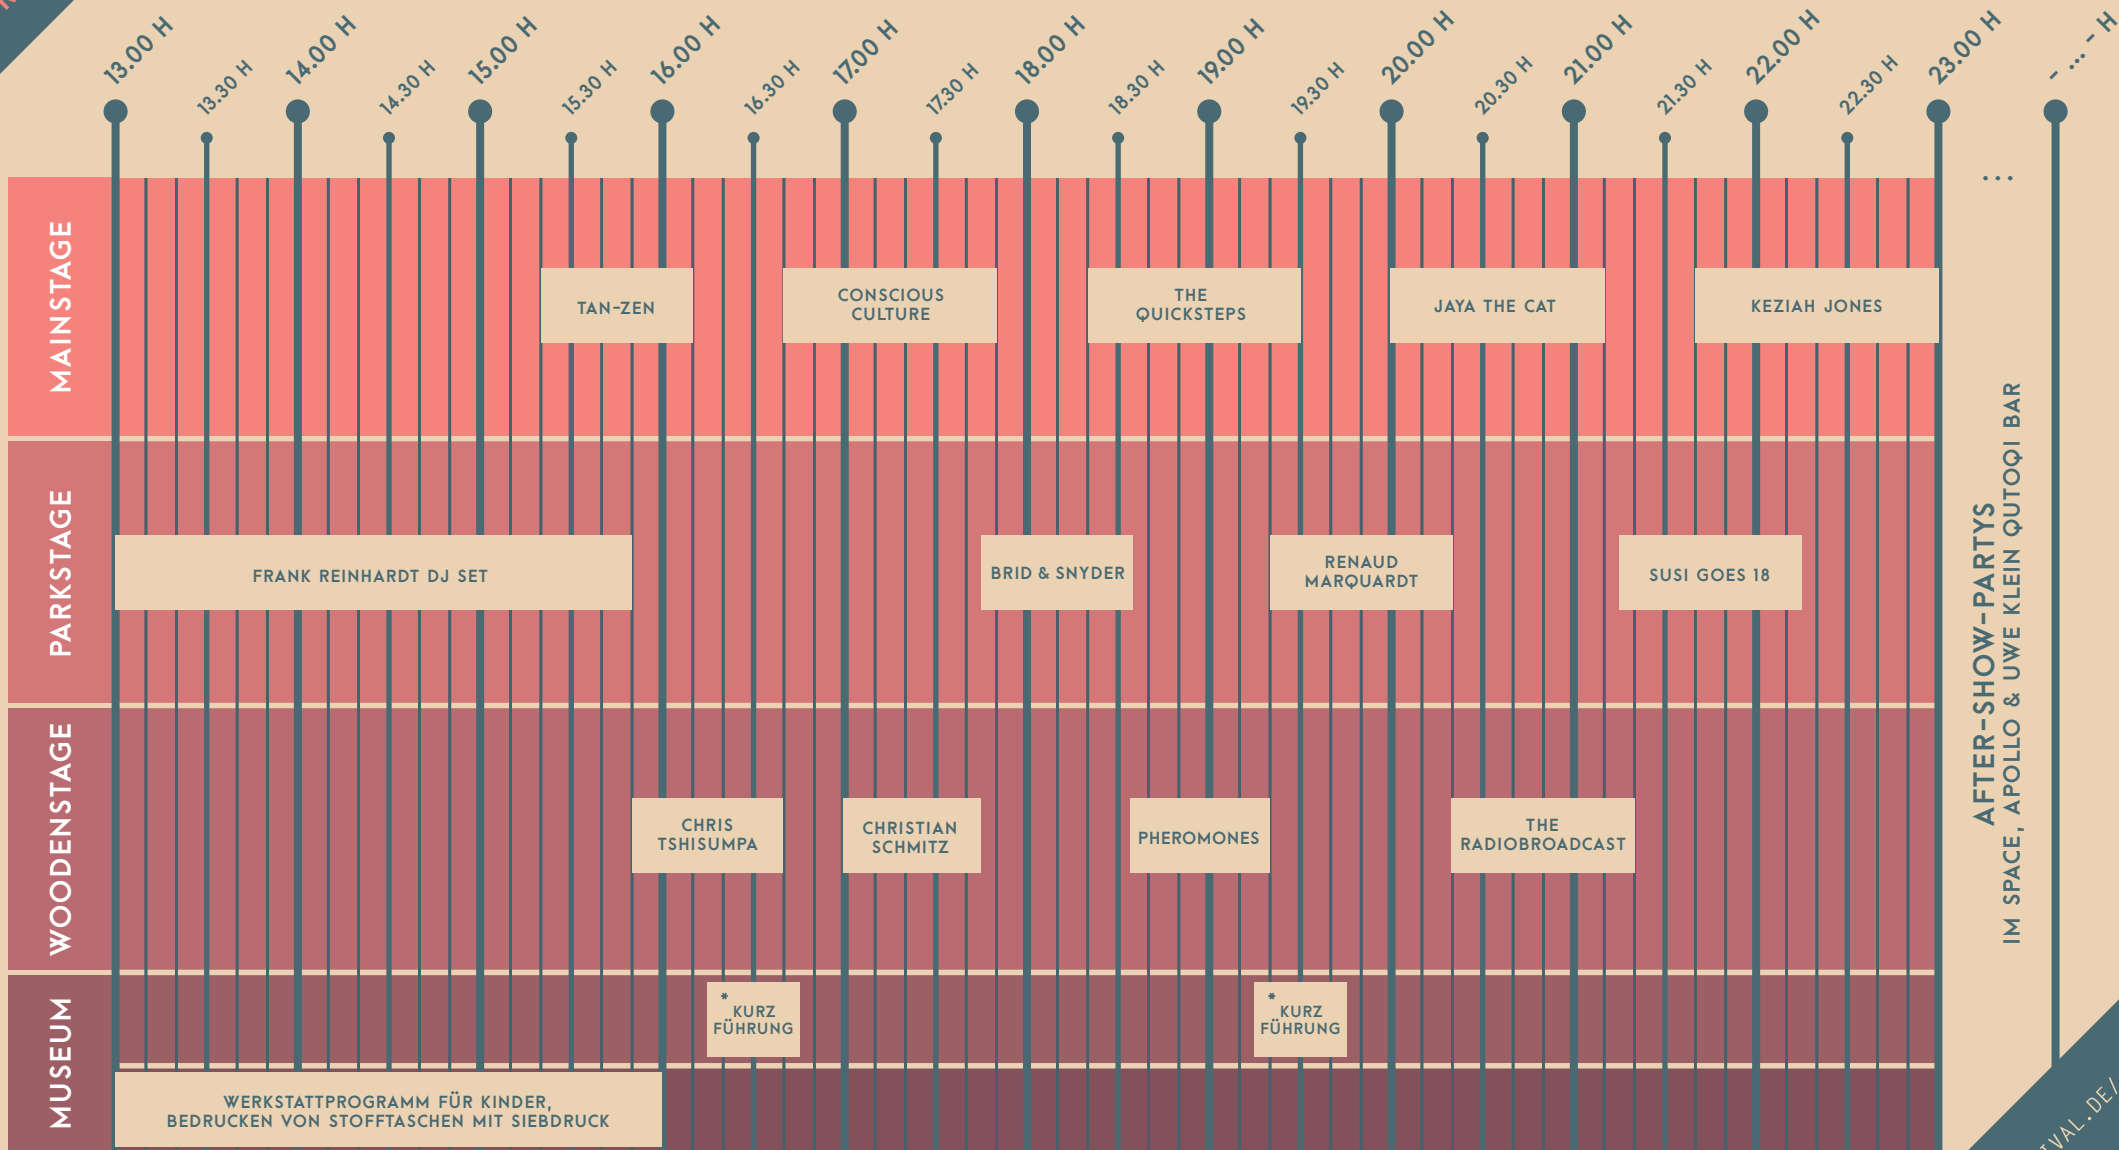 13.00 H
13.30 H
14.00 H
14.30 H
15.00 H
15.30 H
16.00 H
16.30 H
17.00 H
17.30 H
18.00 H
18.30 H
19.00 H
19.30 H
20.00 H
20.30 H
21.00 H
21.30 H
22.00 H
22.30 H
23.00 H
- ... - H
...
MAINSTAGE
TAN-ZEN
CONSCIOUS
CULTURE
THE
QUICKSTEPS
JAYA THE CAT
KEZIAH JONES
PARKSTAGE
FRANK REINHARDT DJ SET
BRID & SNYDER
RENAUD
MARQUARDT
SUSI GOES 18
WOODENSTAGE
CHRIS
TSHISUMPA
CHRISTIAN
SCHMITZ
PHEROMONES
THE
RADIOBROADCAST
MUSEUM
*
KURZ
FÜHRUNG
*
KURZ
FÜHRUNG
WERKSTATTPROGRAMM FÜR KINDER,
BEDRUCKEN VON STOFFTASCHEN MIT SIEBDRUCK
AFTER-SHOW-PARTYS
IM SPACE, APOLLO & UWE KLEIN QUTOQI BAR
IVAL.DE/